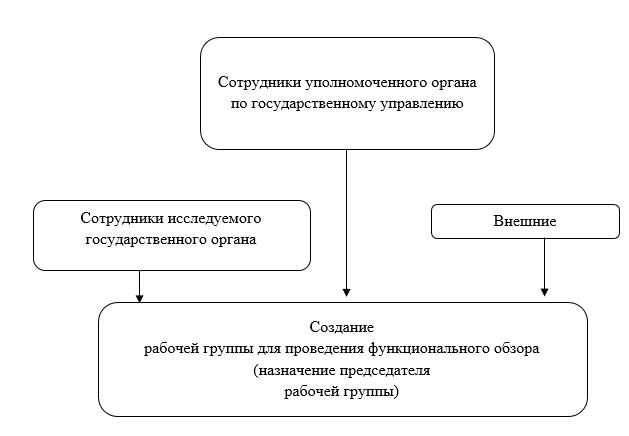 Сотрудники уполномоченного органа
по государственному управлению
Сотрудники исследуемого
государственного органа
Внешние
Создание
рабочей группы для проведения функционального обзора
(назначение председателя
рабочей группы)